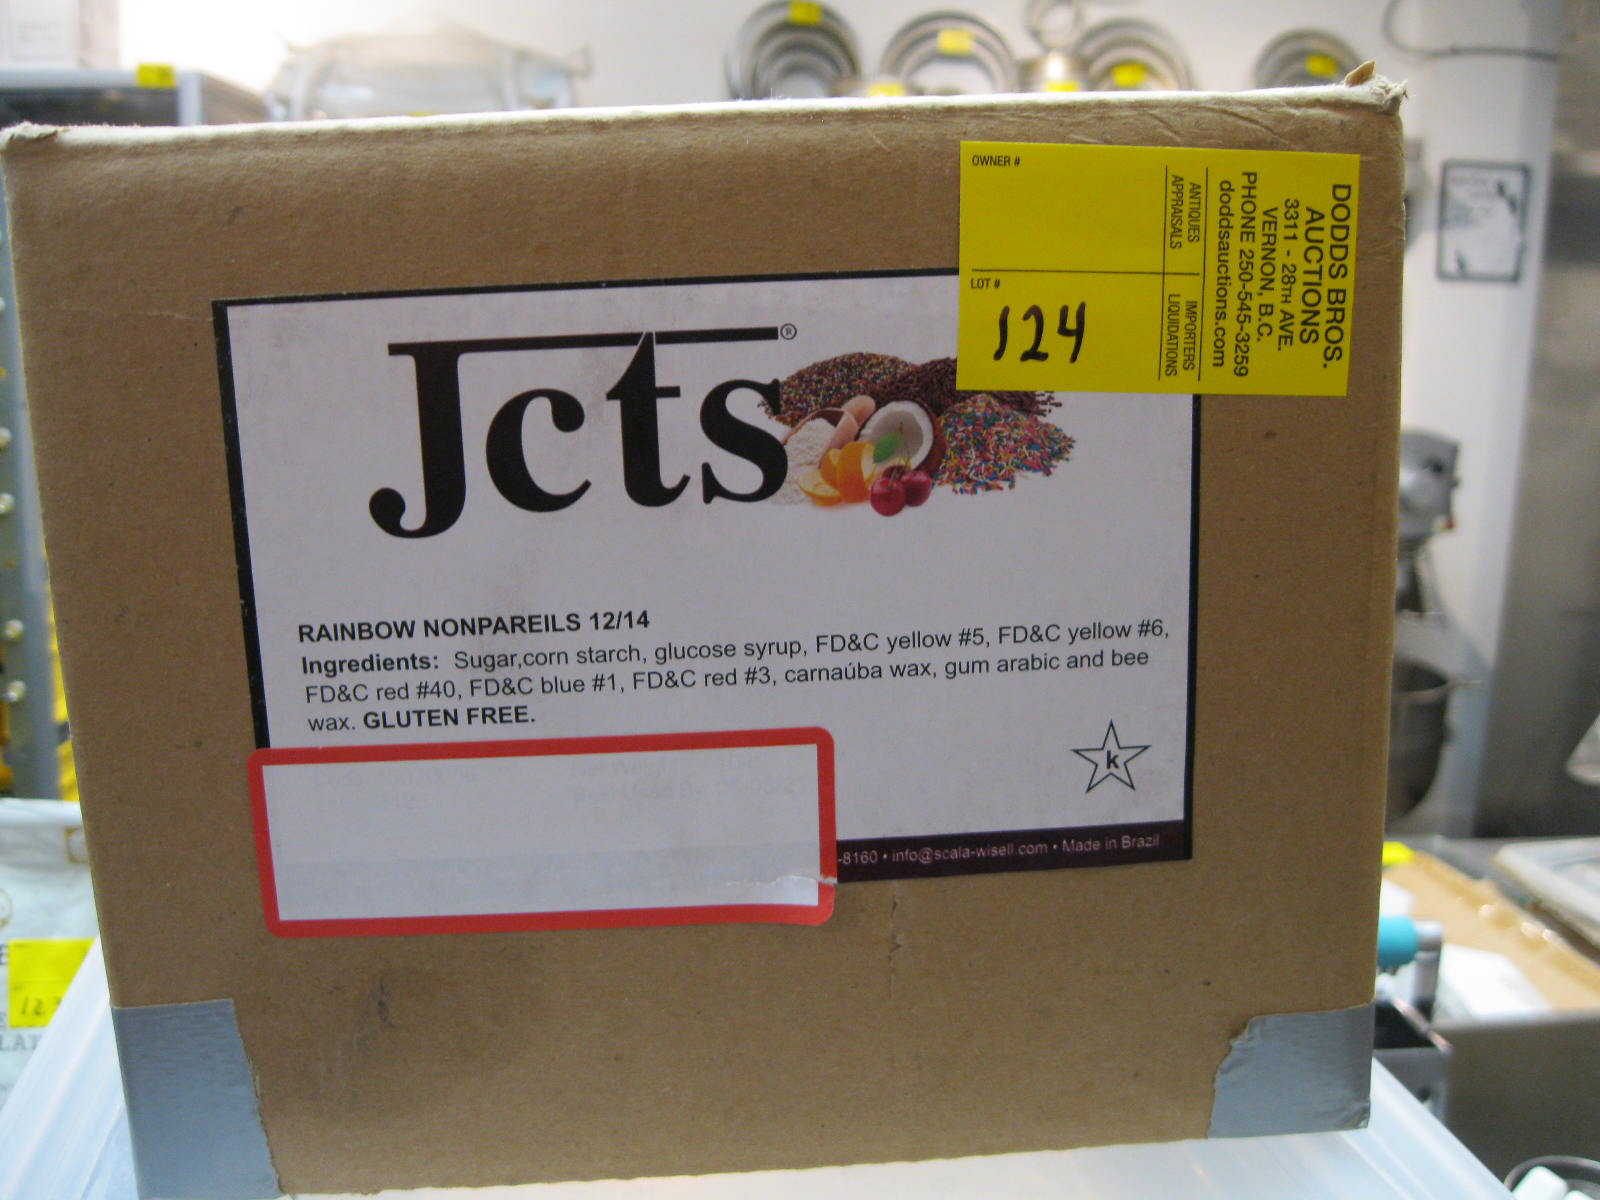 OWNER #
LOT #
124
ANTIQUES
APPRAISALS
IMPORTERS
LIQUIDATIONS
DODDS BROS.
AUCTIONS
3311 - 28TH AVE.
VERNON, B.C.
PHONE 250-545-3259
doddsauctions.com
Jcts®
RAINBOW NONPAREILS 12/14
Ingredients: Sugar,corn starch, glucose syrup, FD&C yellow #5, FD&C yellow #6,
FD&C red #40, FD&C blue #1, FD&C red #3, carnaúba wax, gum arabic and bee
wax. GLUTEN FREE.
k
-8160 • info@scala-wisell.com • Made in Brazil